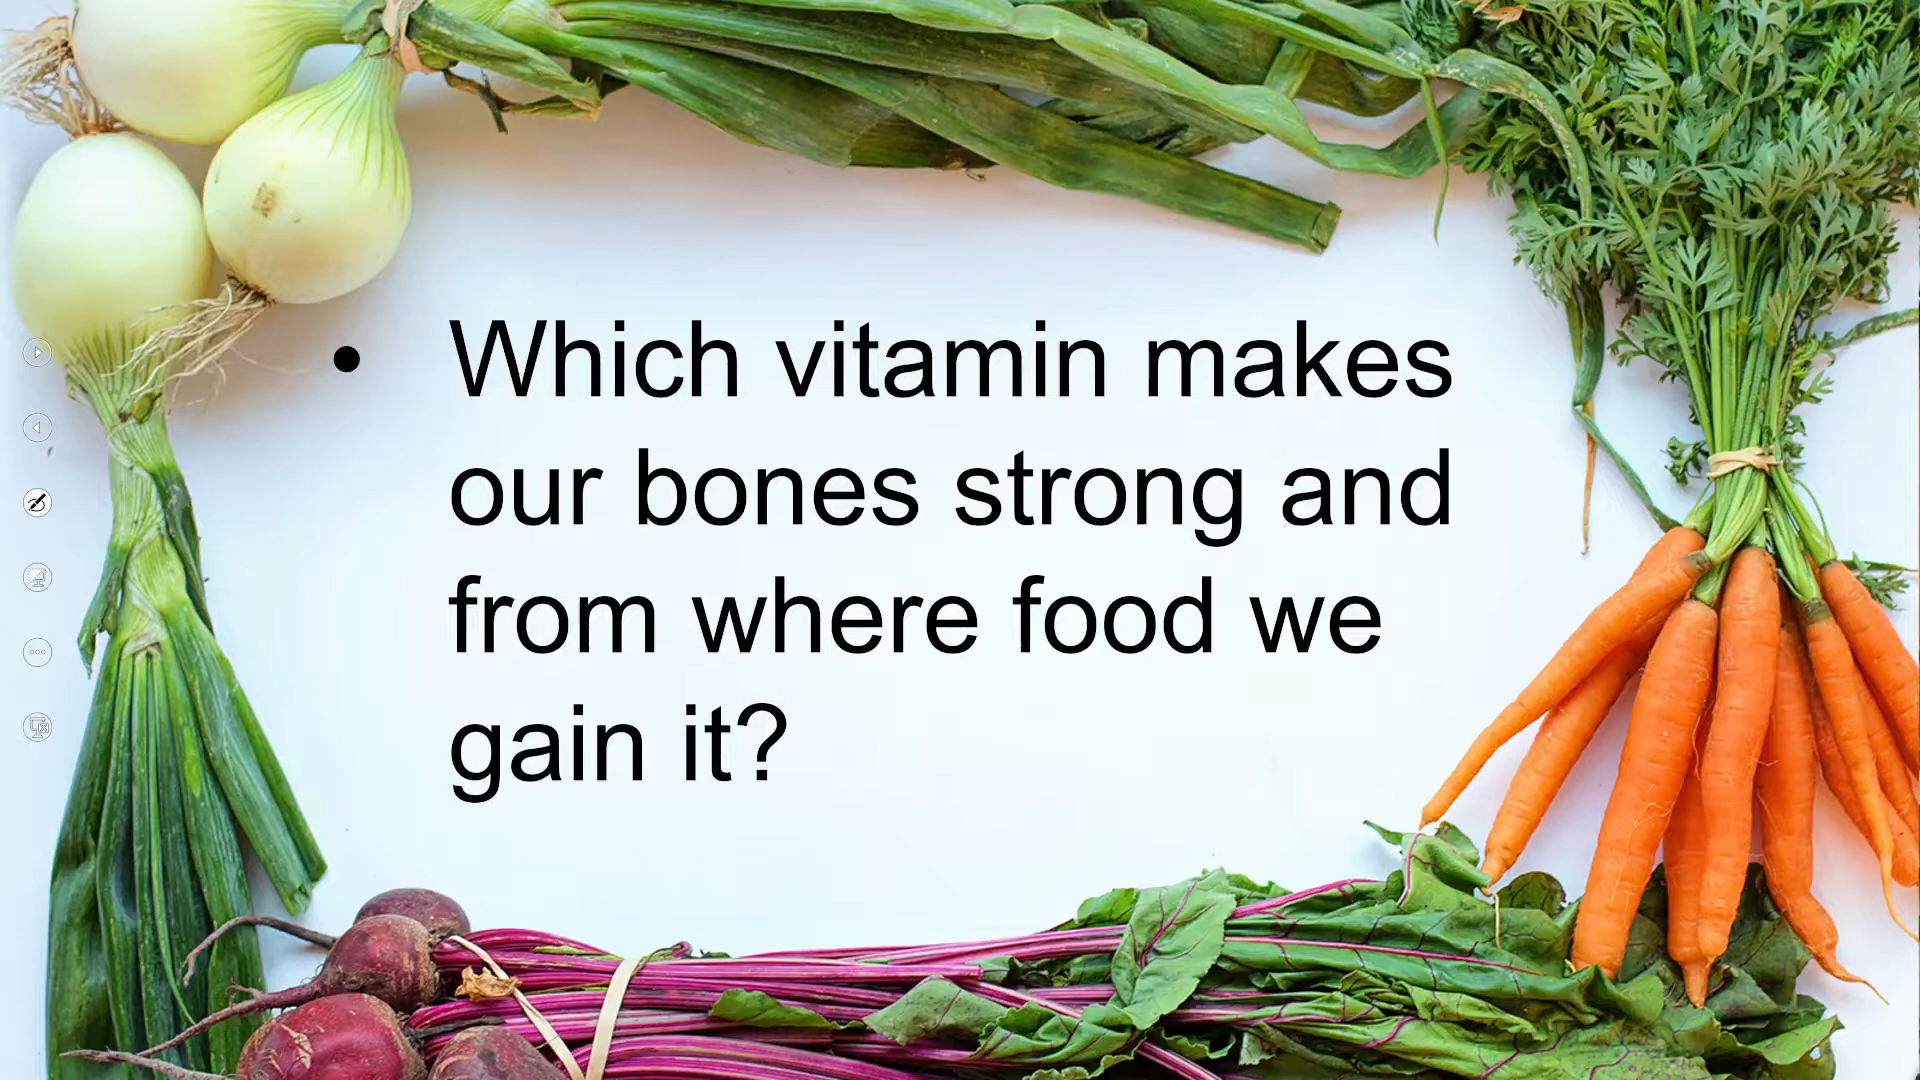 • Which vitamin makes
our bones strong and
from where food we
gain it?